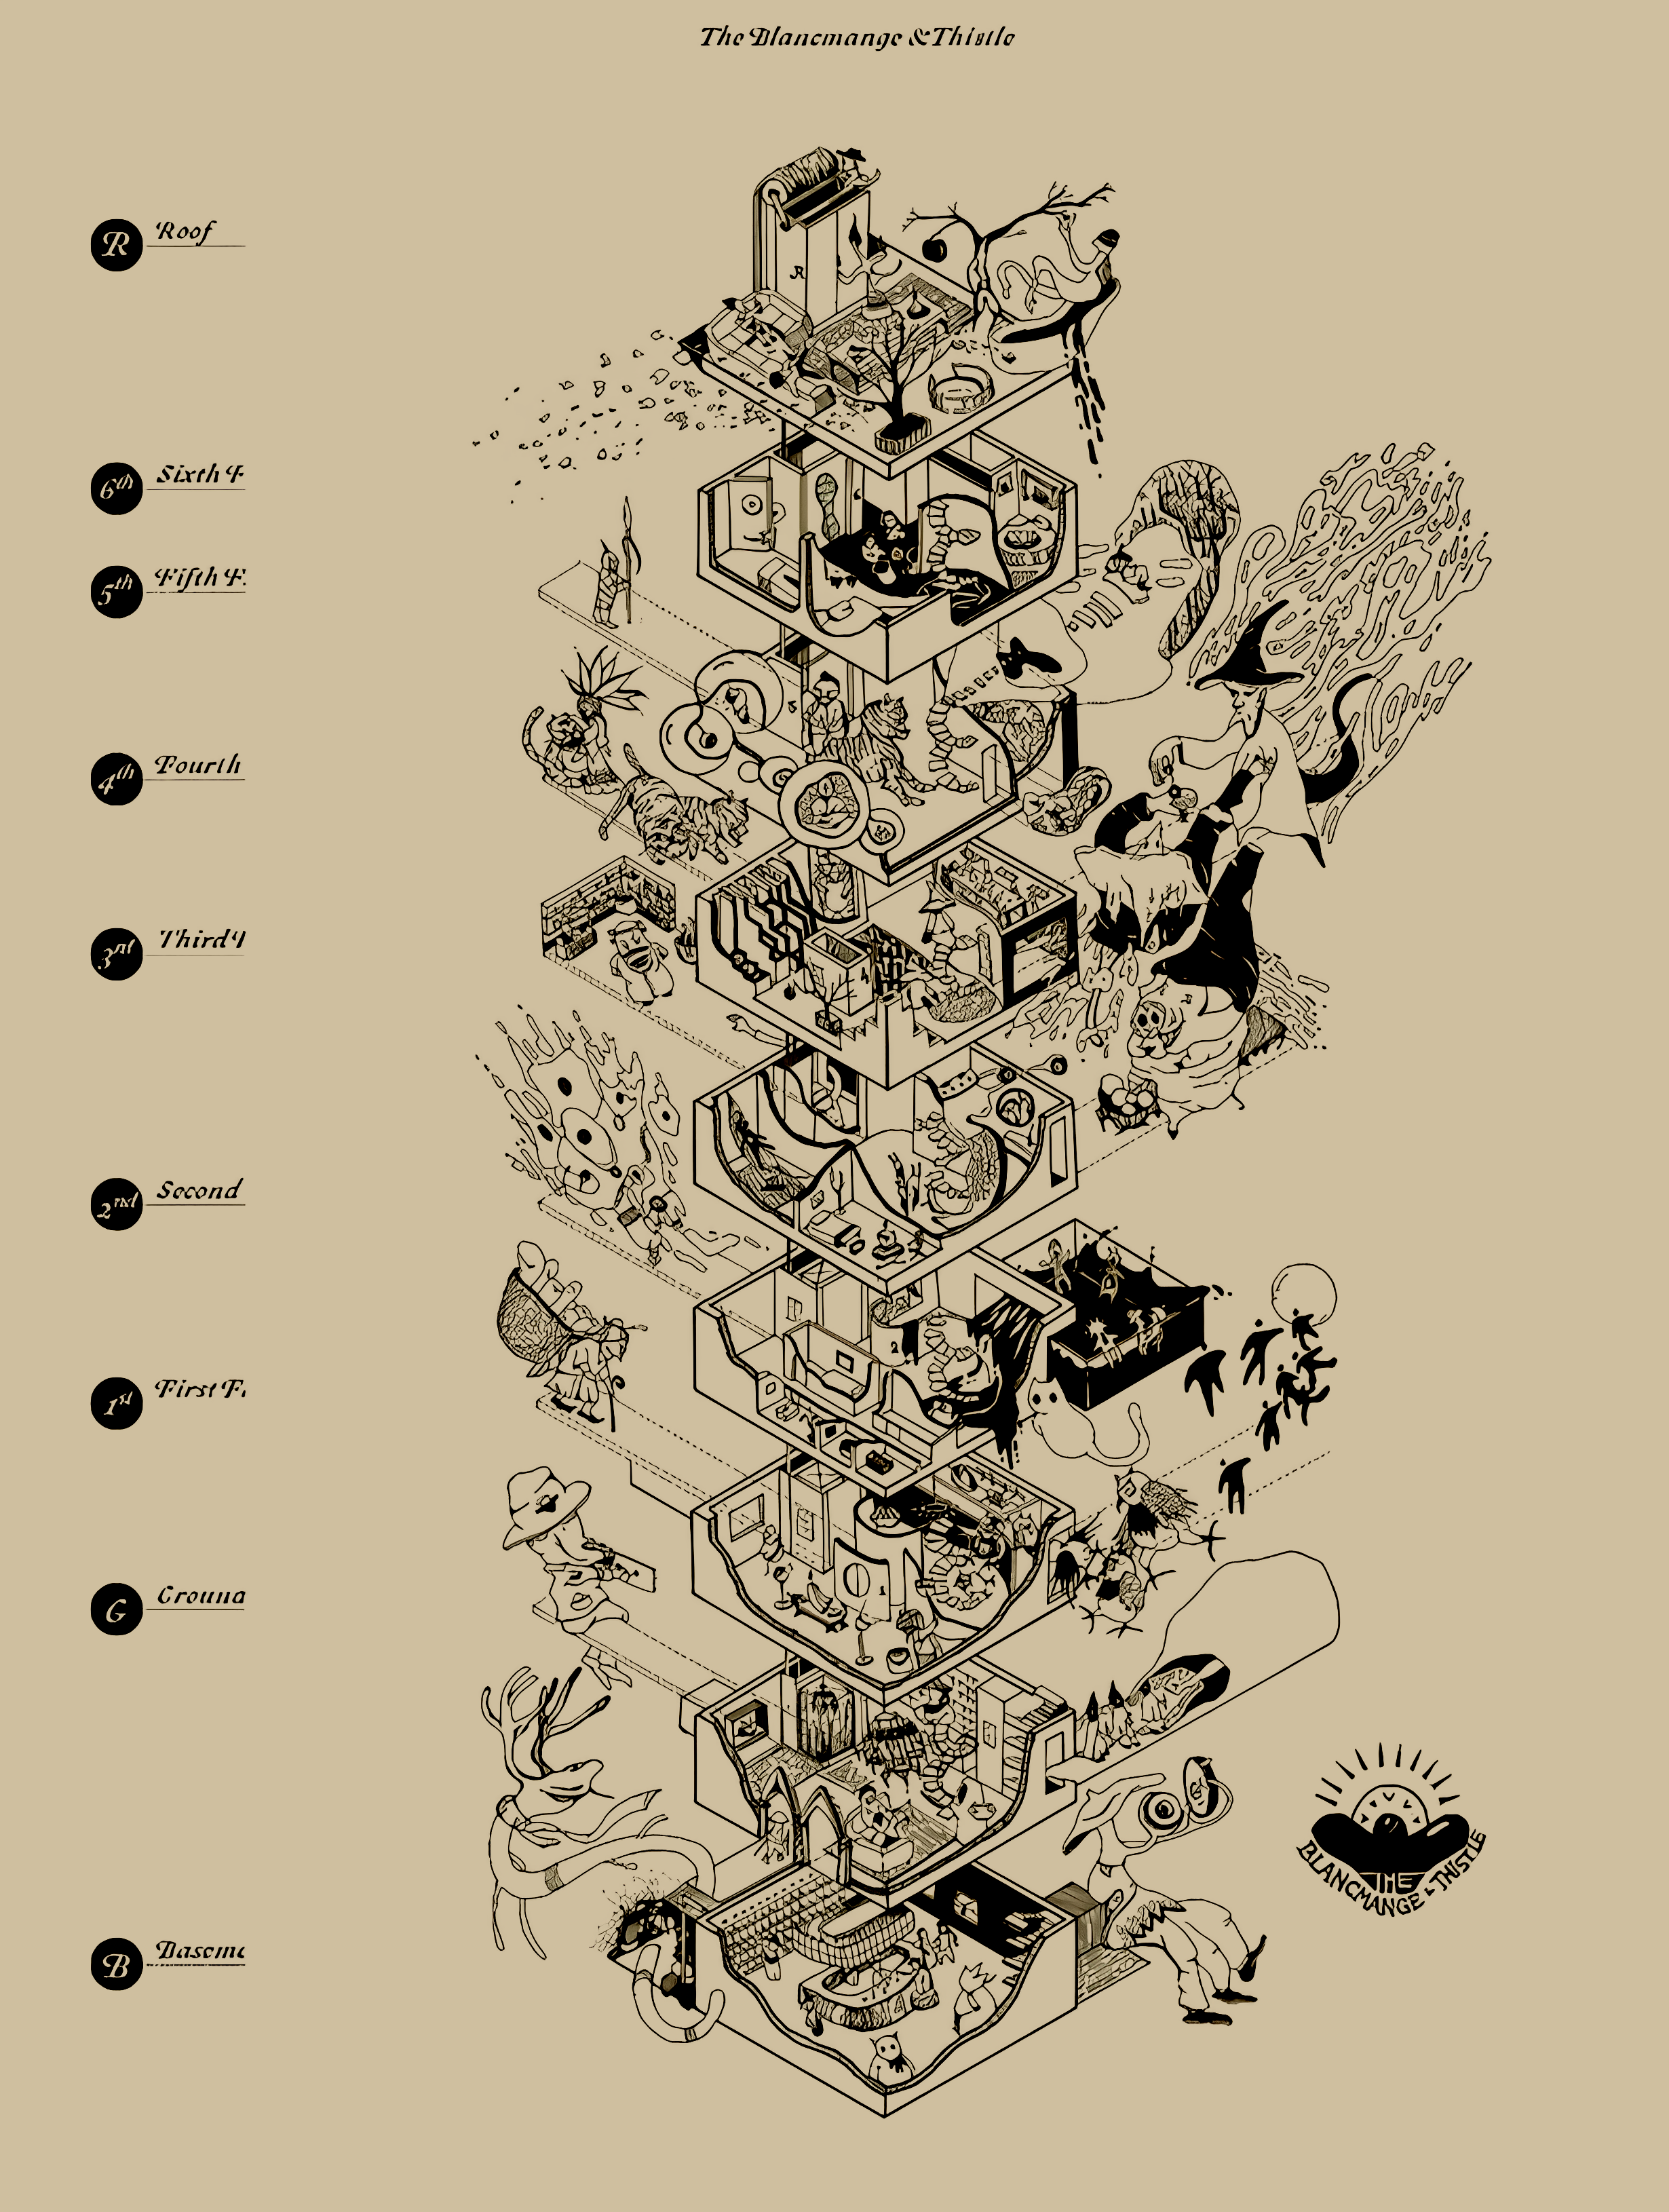 The Blancmange & Thistle
R Roof
6th Sixth F
5th Fifth F.
4th Fourth
3rd Third F
2nd Second
1st First F.
G Ground
B Baseme
R
2
1
THE
BLANCMANGE & THISTLE